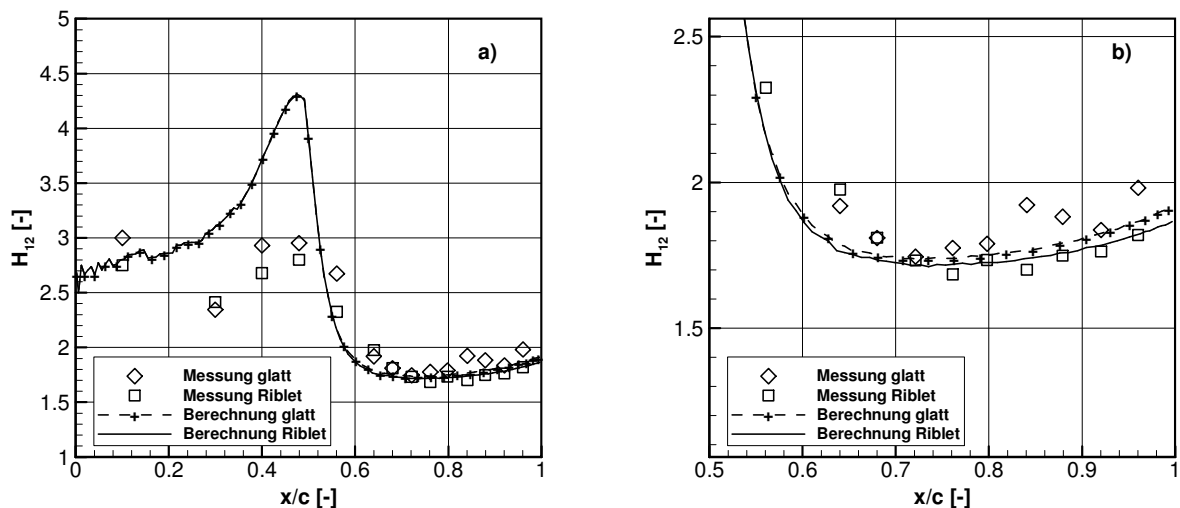 a)
5
4.5
4
3.5
3
2.5
2
1.5
1
H12 [-]
0
0.2
0.4
0.6
0.8
1
x/c [-]
Messung glatt
Messung Riblet
Berechnung glatt
Berechnung Riblet
b)
2.5
2
1.5
H12 [-]
0.5
0.6
0.7
0.8
0.9
1
x/c [-]
Messung glatt
Messung Riblet
Berechnung glatt
Berechnung Riblet